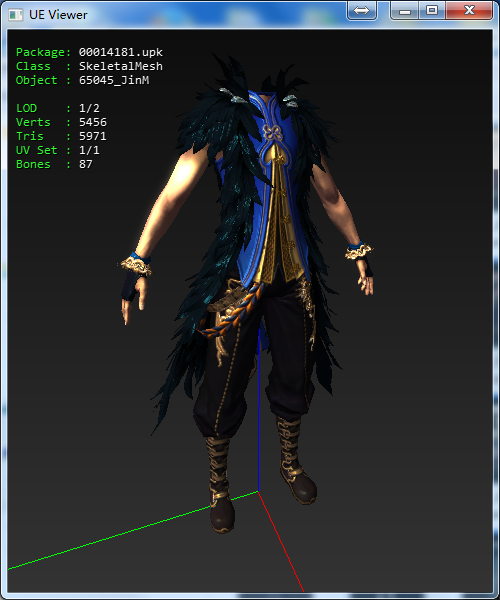 UE Viewer
Package: 00014181.upk
Class : SkeletalMesh
Object : 65045_JinM
LOD : 1/2
Verts : 5456
Tris : 5971
UV Set : 1/1
Bones : 87